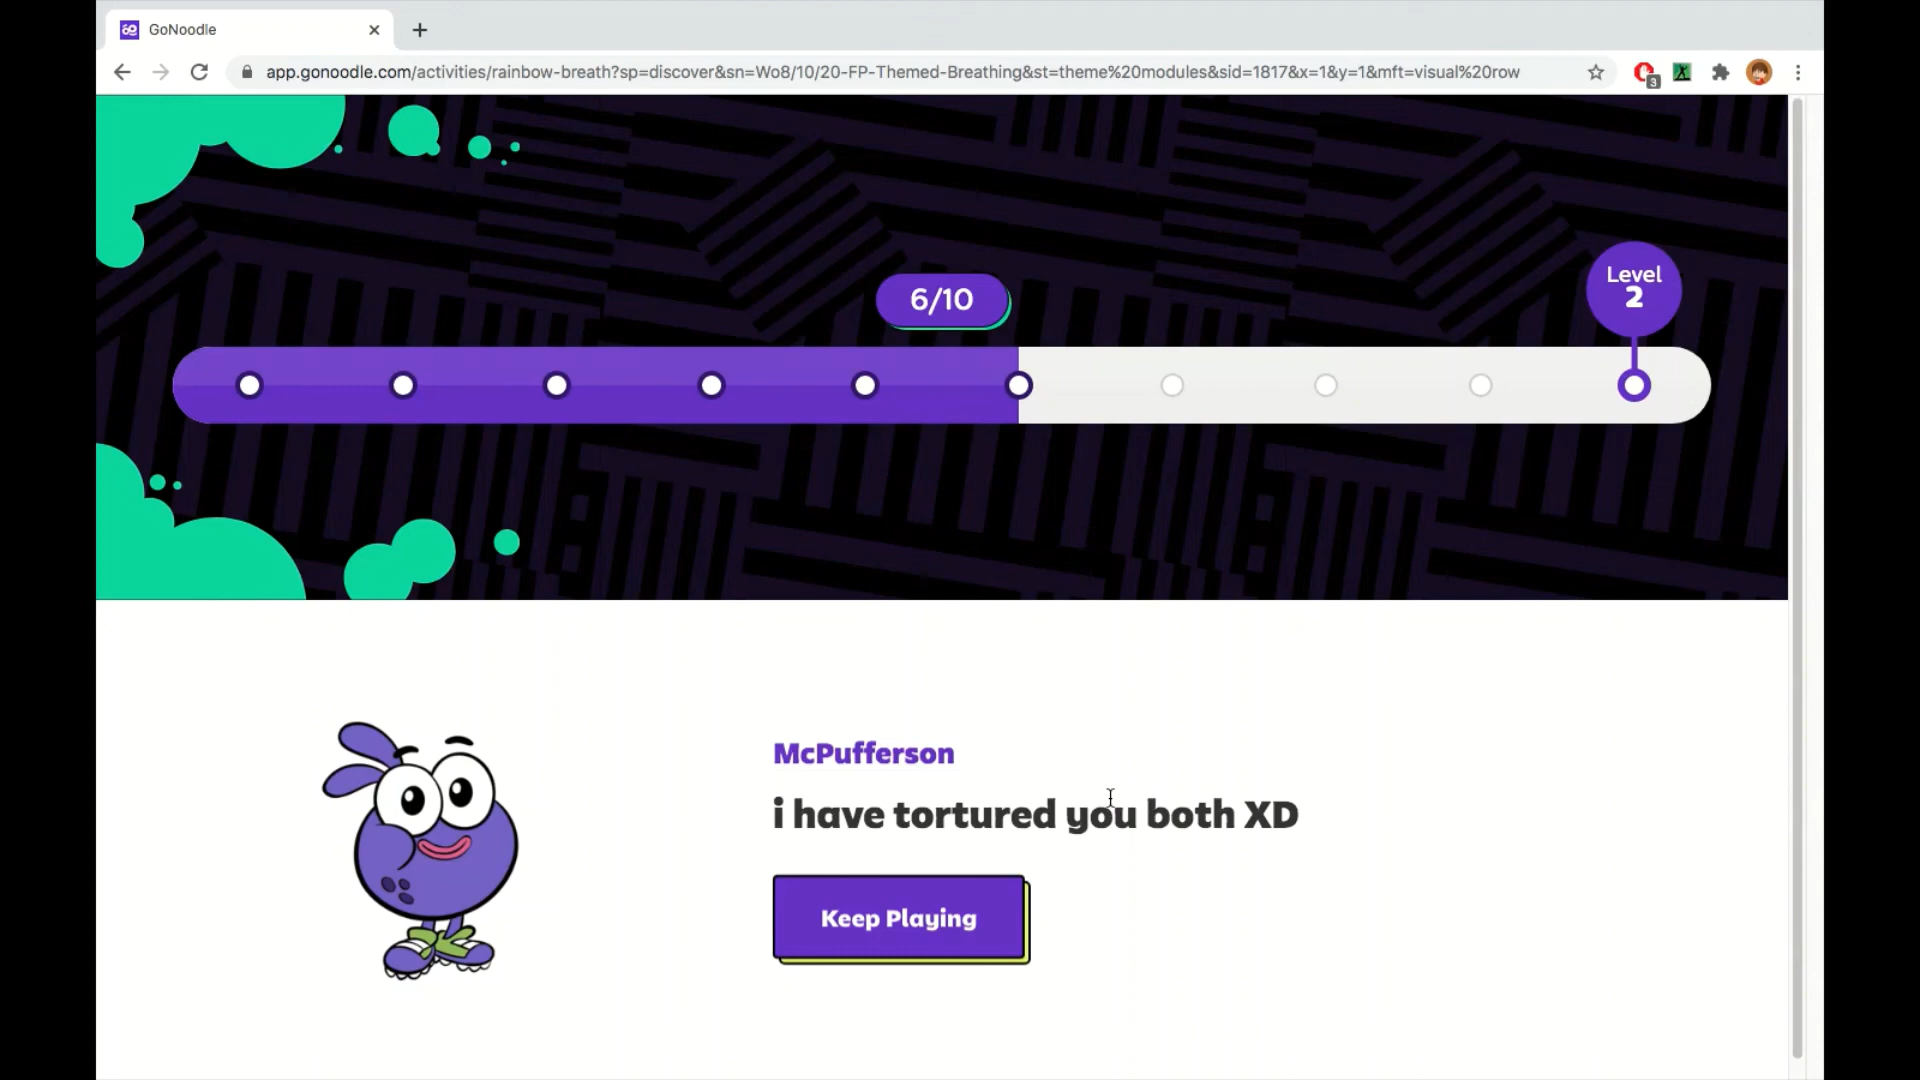 GoNoodle
app.gonoodle.com/activities/rainbow-breath?sp=discover&sn=Wo8/10/20-FP-Themed-Breathing&st=theme%20modules&sid=1817&x=1&y=1&mft=visual%20row
3
Level
2
6/10
McPufferson
i have tortured you both XD
Keep Playing